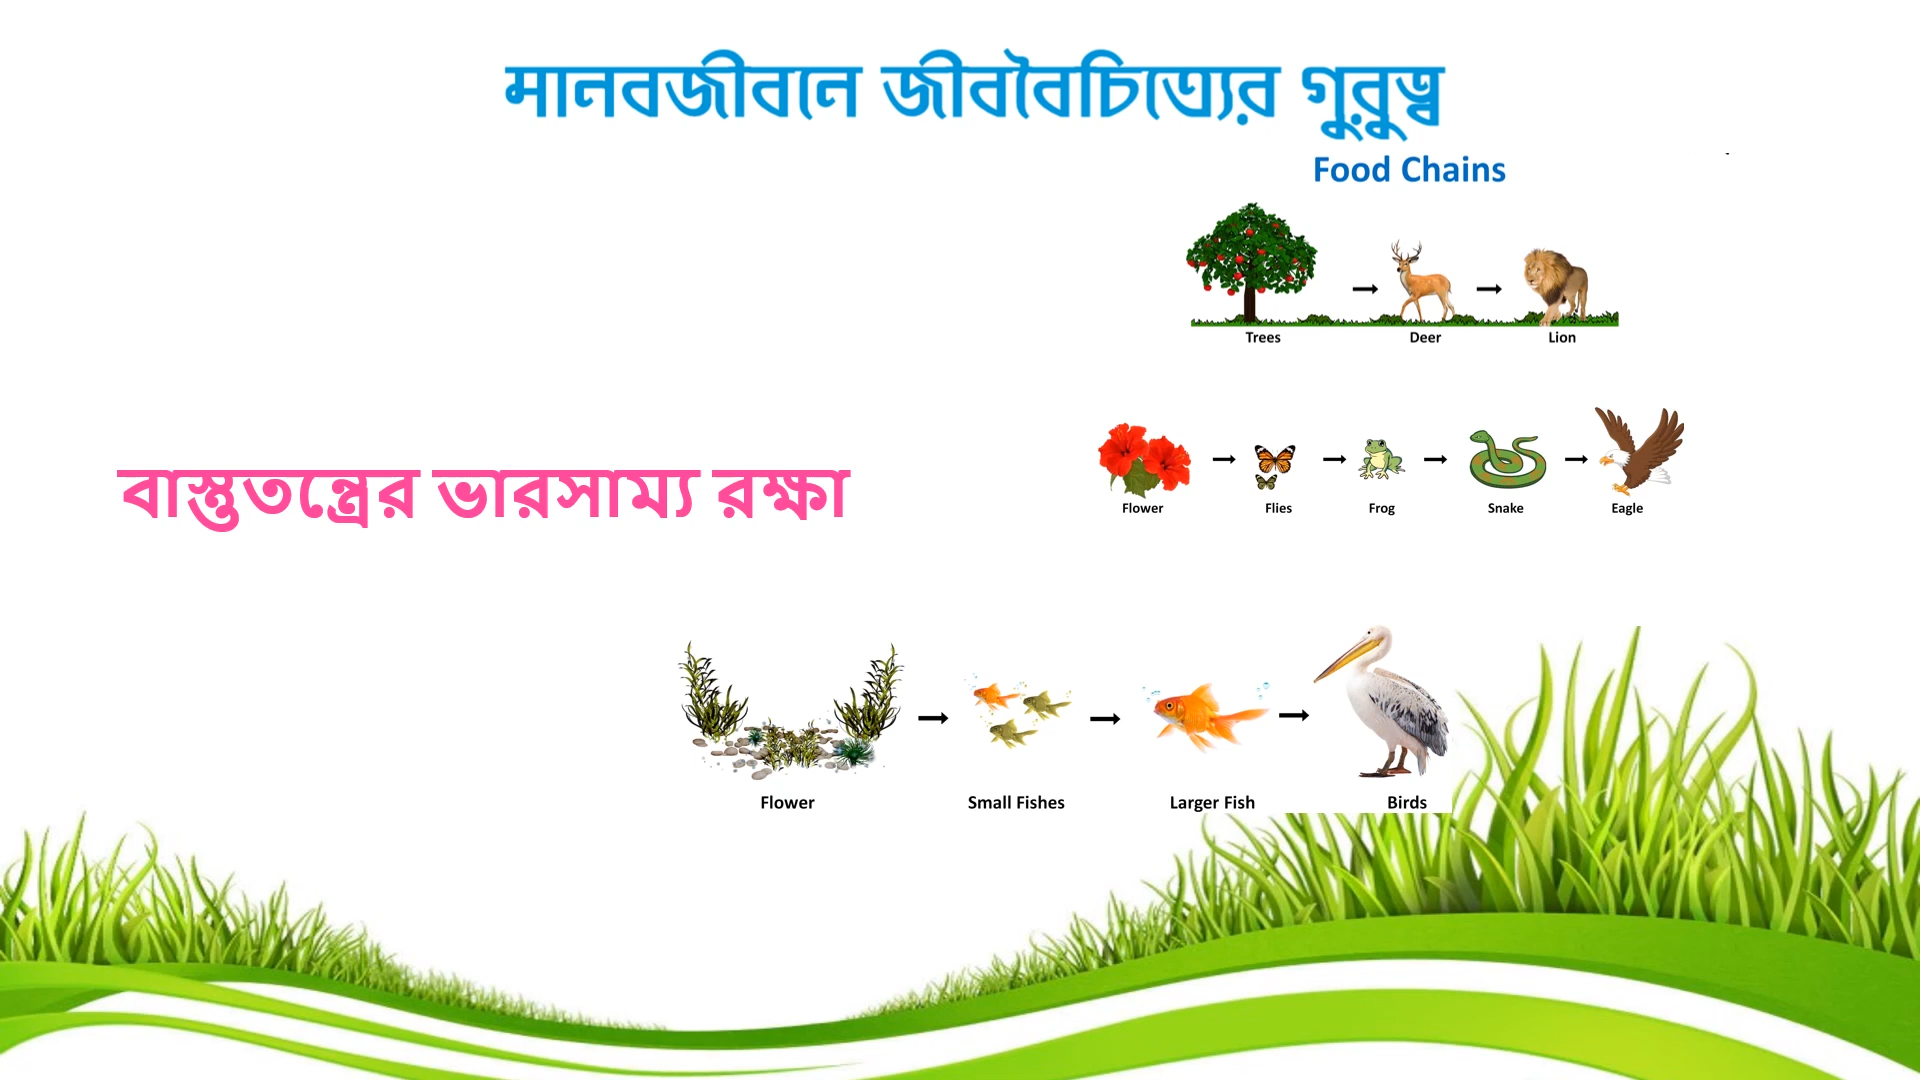 মানবজীবনে জীববৈচিত্র্যের গুরুত্ব
Food Chains
Trees Deer Lion
Flower Flies Frog Snake Eagle
বাস্তুতন্ত্রের ভারসাম্য রক্ষা
Flower Small Fishes Larger Fish Birds